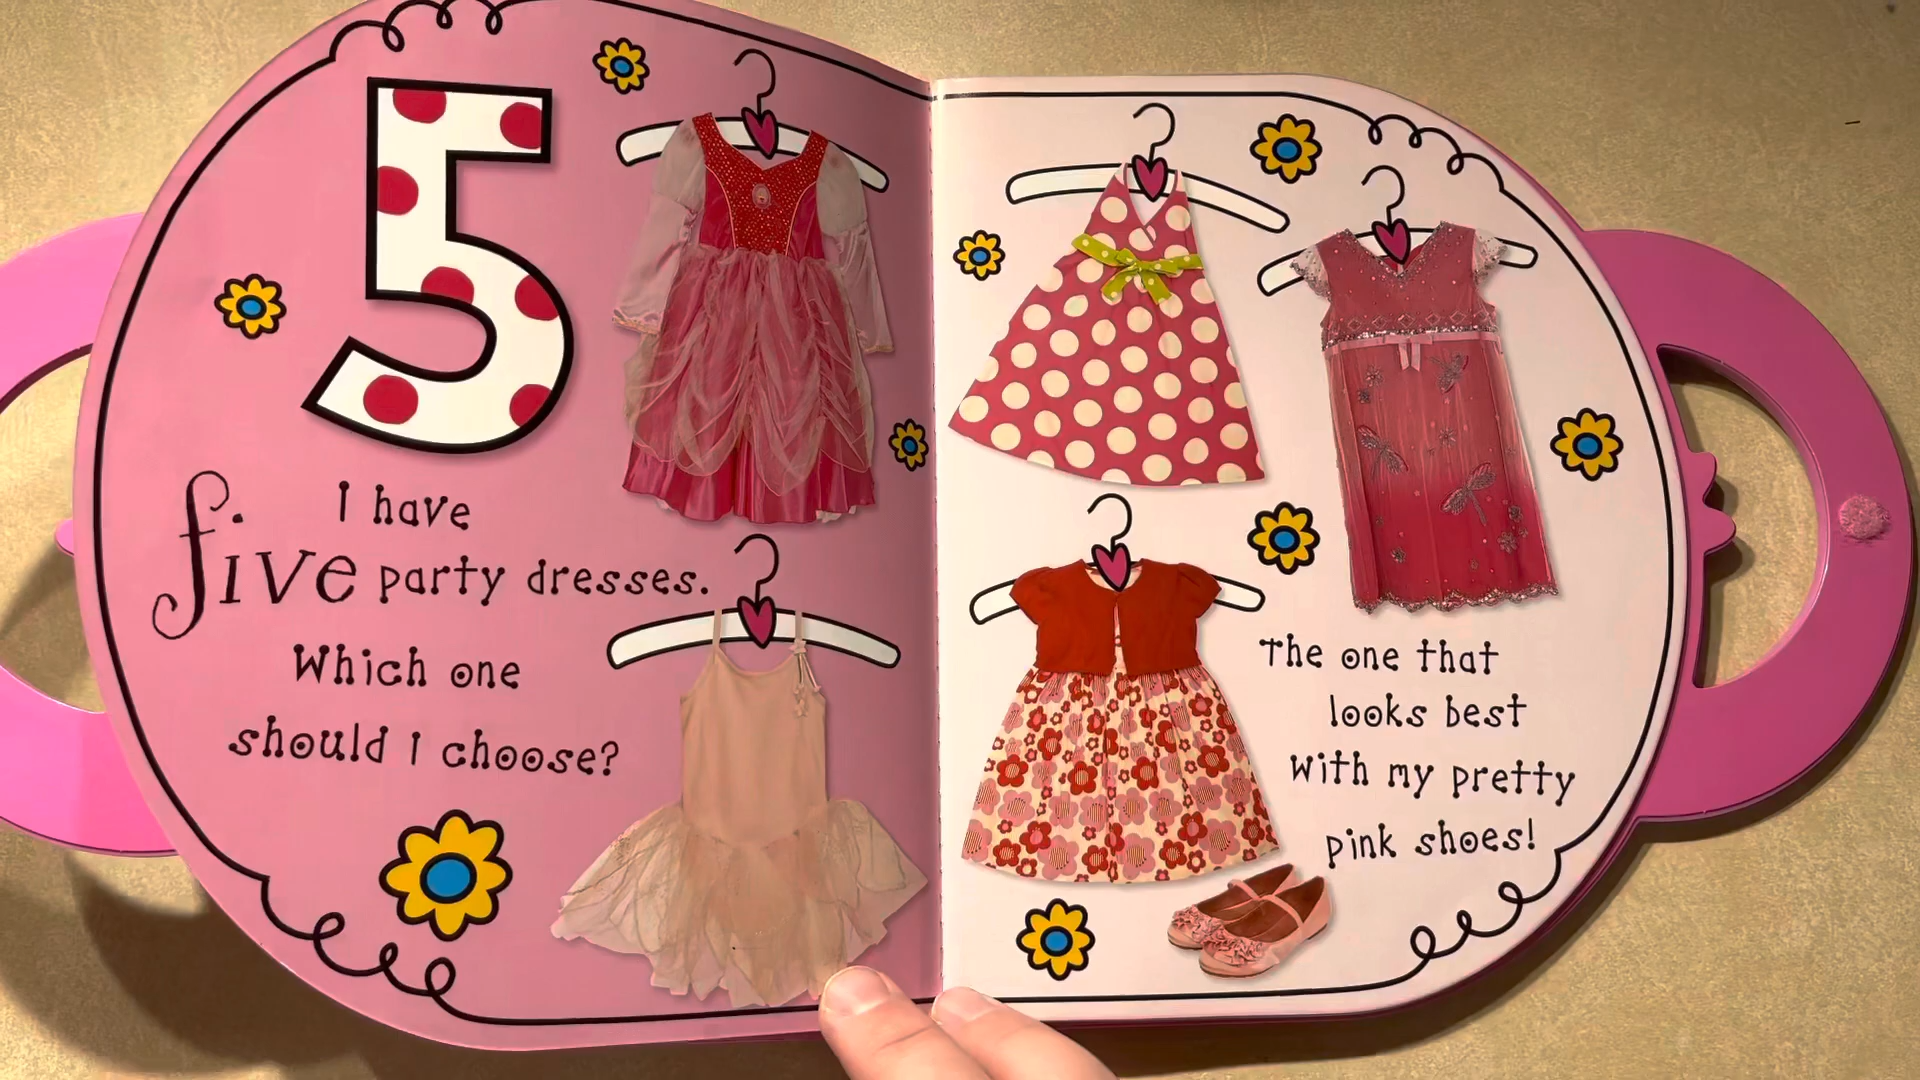 5
I have
five party dresses.
Which one
should I choose?
The one that
looks best
with my pretty
pink shoes!